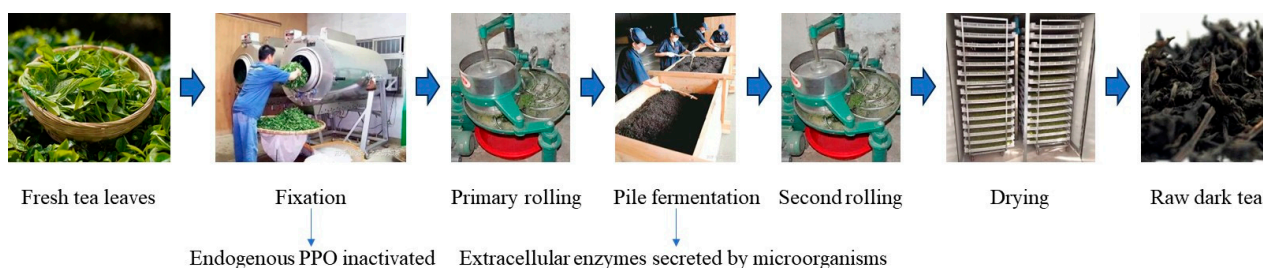 Fresh tea leaves
Fixation
Primary rolling
Pile fermentation
Second rolling
Drying
Raw dark tea
Endogenous PPO inactivated
Extracellular enzymes secreted by microorganisms